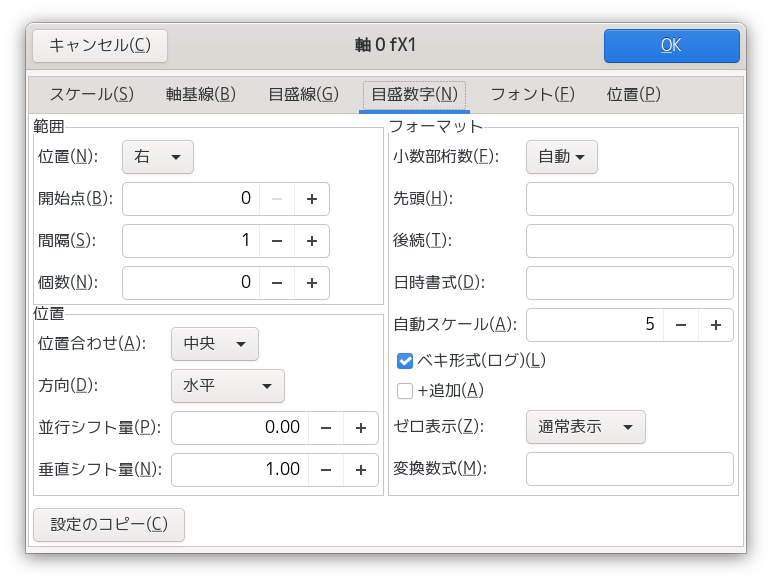 キャンセル(C)
軸 0 fX1
OK
スケール(S)
軸基線(B)
目盛線(G)
目盛数字(N)
フォント(F)
位置(P)
範囲
位置(N):
右
開始点(B):
0
間隔(S):
1
個数(N):
0
位置
位置合わせ(A):
中央
方向(D):
水平
並行シフト量(P):
0.00
垂直シフト量(N):
1.00
フォーマット
小数部桁数(F):
自動
先頭(H):
後続(T):
日時書式(D):
自動スケール(A):
5
ベキ形式(ログ)(L)
+追加(A)
ゼロ表示(Z):
通常表示
変換数式(M):
設定のコピー(C)